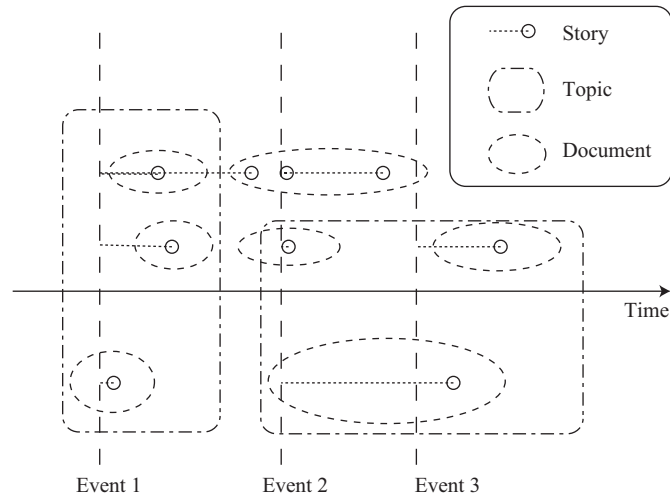 Story
Topic
Document
Time
Event 1
Event 2
Event 3